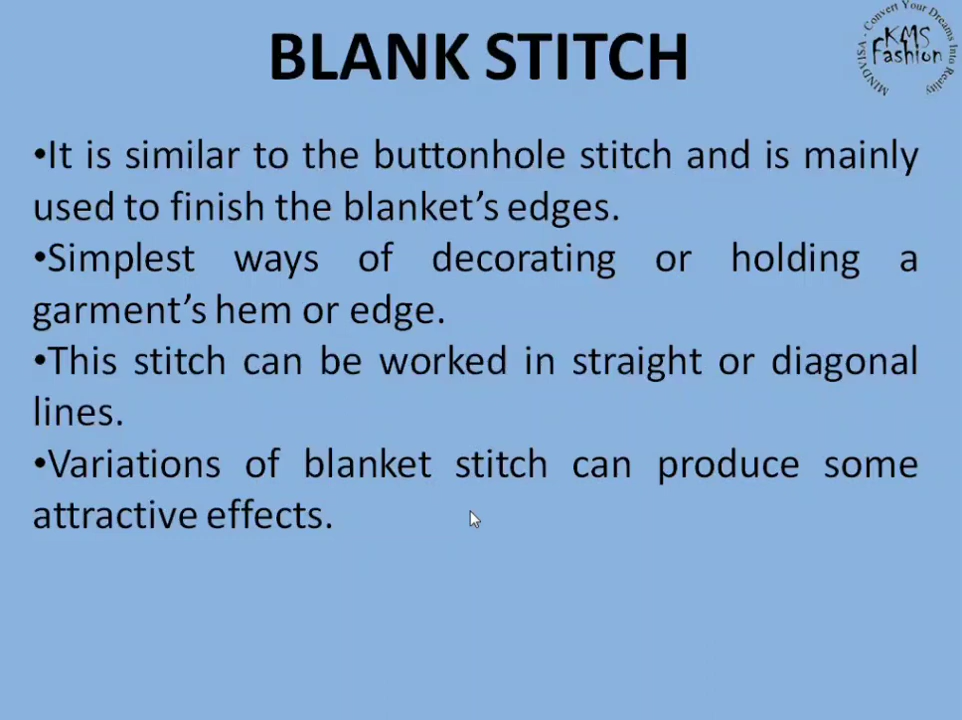 BLANK STITCH
MINDVISA - Convert Your Dreams Into Reality
KMS
Fashion
•It is similar to the buttonhole stitch and is mainly
used to finish the blanket’s edges.
•Simplest ways of decorating or holding a
garment’s hem or edge.
•This stitch can be worked in straight or diagonal
lines.
•Variations of blanket stitch can produce some
attractive effects.